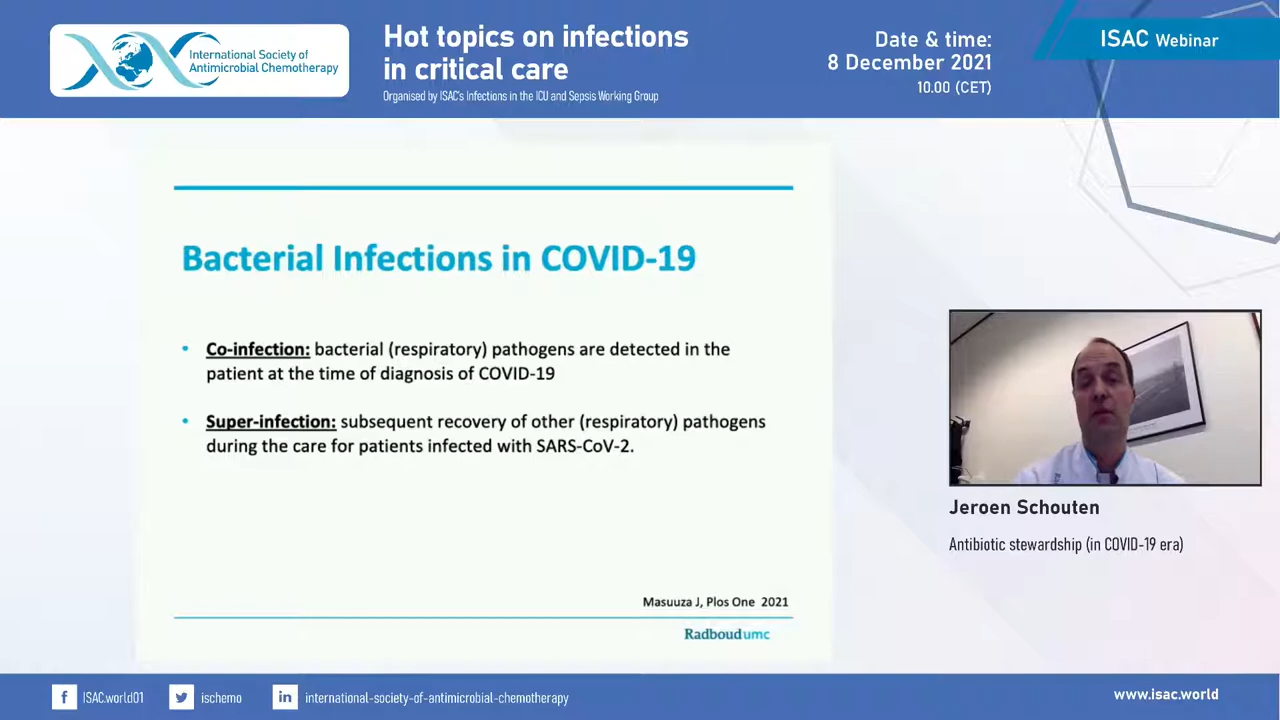 International Society of
Antimicrobial Chemotherapy
Hot topics on infections
in critical care
Organised by ISAC's Infections in the ICU and Sepsis Working Group
Date & time:
8 December 2021
10.00 (CET)
ISAC Webinar
Bacterial Infections in COVID-19
• Co-infection: bacterial (respiratory) pathogens are detected in the
patient at the time of diagnosis of COVID-19
• Super-infection: subsequent recovery of other (respiratory) pathogens
during the care for patients infected with SARS-CoV-2.
Masuuza J, Plos One 2021
Radboudumc
Jeroen Schouten
Antibiotic stewardship (in COVID-19 era)
ISAC.world01
ischemo
international-society-of-antimicrobial-chemotherapy
www.isac.world